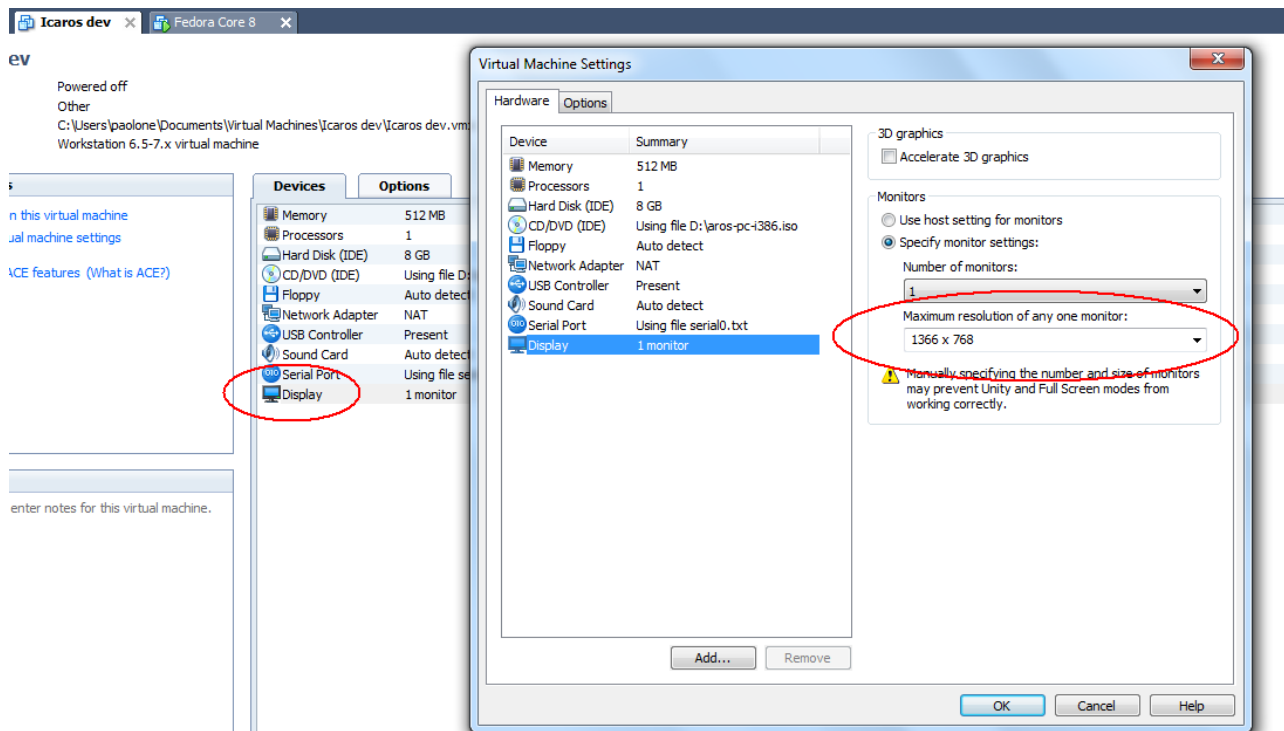 Icaros dev
Fedora Core 8
ev
Powered off
Other
C:\Users\paolone\Documents\Virtual Machines\Icaros dev\Icaros dev.vm
Workstation 6.5-7.x virtual machine
s
n this virtual machine
ual machine settings
ACE features (What is ACE?)
enter notes for this virtual machine.
Devices Options
Memory 512 MB
Processors 1
Hard Disk (IDE) 8 GB
CD/DVD (IDE) Using file D:
Floppy Auto detect
Network Adapter NAT
USB Controller Present
Sound Card Auto detect
Serial Port Using file se
Display 1 monitor
Virtual Machine Settings
Hardware Options
Device Summary
Memory 512 MB
Processors 1
Hard Disk (IDE) 8 GB
CD/DVD (IDE) Using file D:\aros-pc-i386.iso
Floppy Auto detect
Network Adapter NAT
USB Controller Present
Sound Card Auto detect
Serial Port Using file serial0.txt
Display 1 monitor
Add... Remove
3D graphics
Accelerate 3D graphics
Monitors
Use host setting for monitors
Specify monitor settings:
Number of monitors:
1
Maximum resolution of any one monitor:
1366 x 768
Manually specifying the number and size of monitors
may prevent Unity and Full Screen modes from
working correctly.
OK Cancel Help